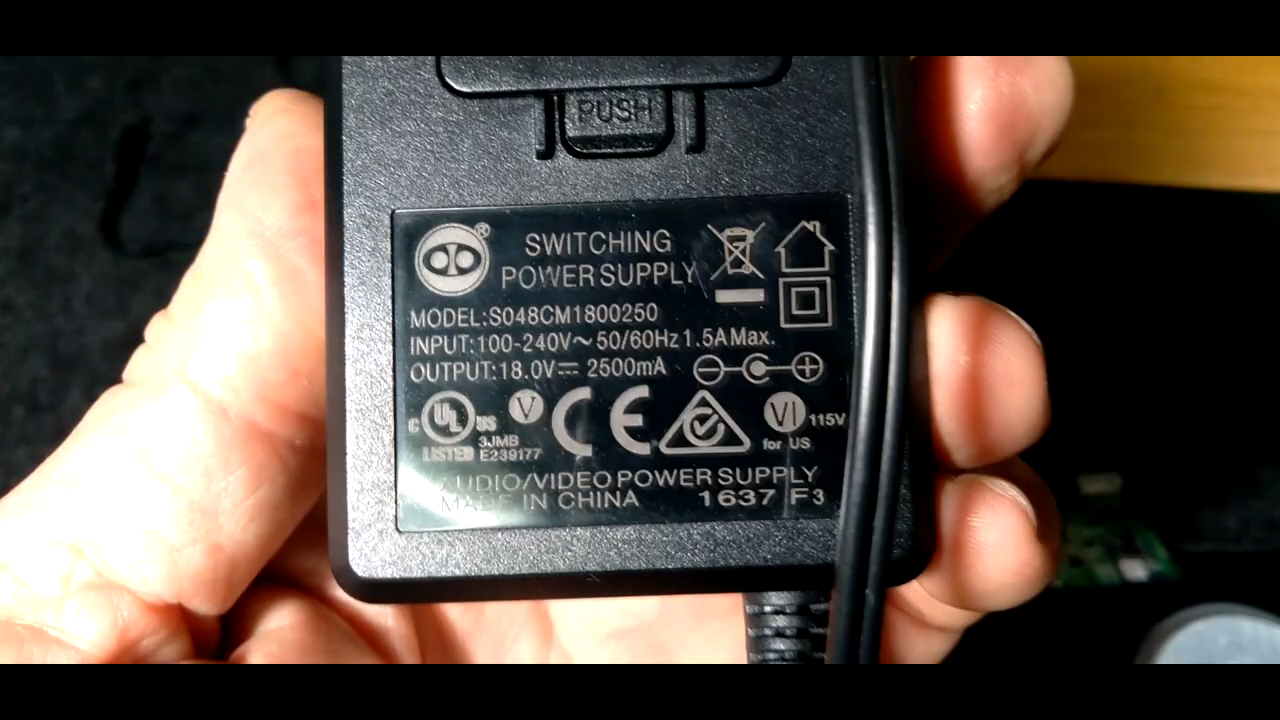 PUSH
®
SWITCHING
POWER SUPPLY
MODEL:S048CM1800250
INPUT:100-240V~50/60Hz 1.5A Max.
OUTPUT:18.0V⎓ 2500mA
C UL US
LISTED
3JMB
E239177
V
CE
VI 115V
for US
AUDIO/VIDEO POWER SUPPLY
MADE IN CHINA 1637 F3